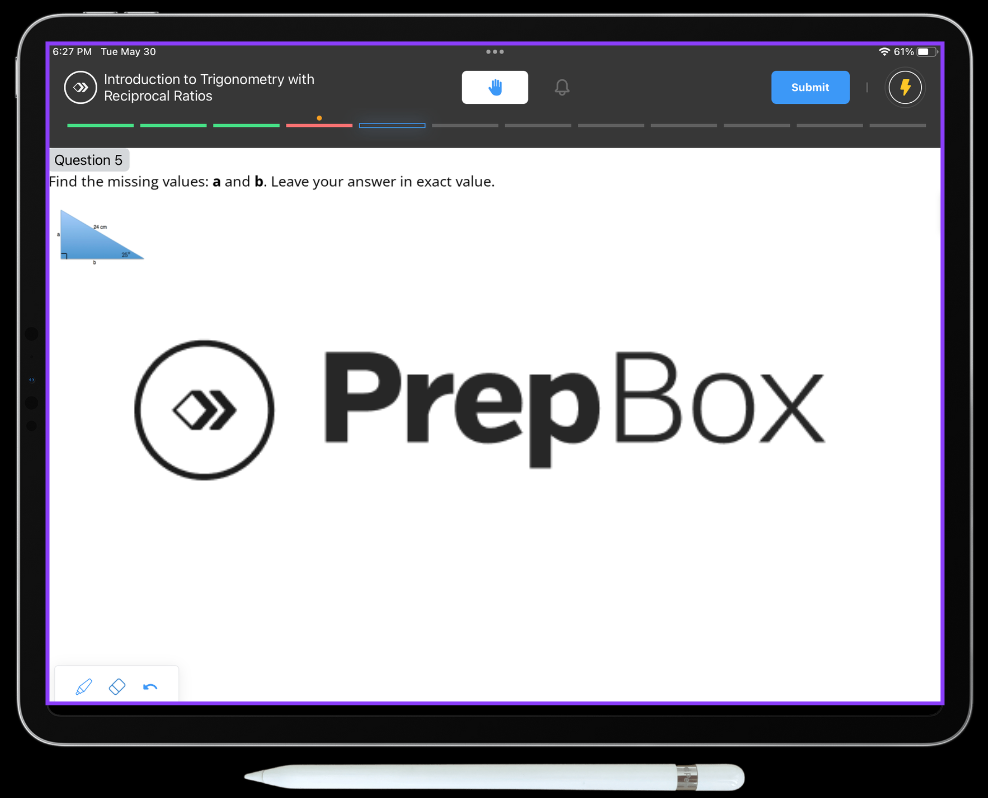 6:27 PM Tue May 30
61%
Introduction to Trigonometry with
Reciprocal Ratios
Submit
Question 5
Find the missing values: a and b. Leave your answer in exact value.
24 cm
a
b
PrepBox